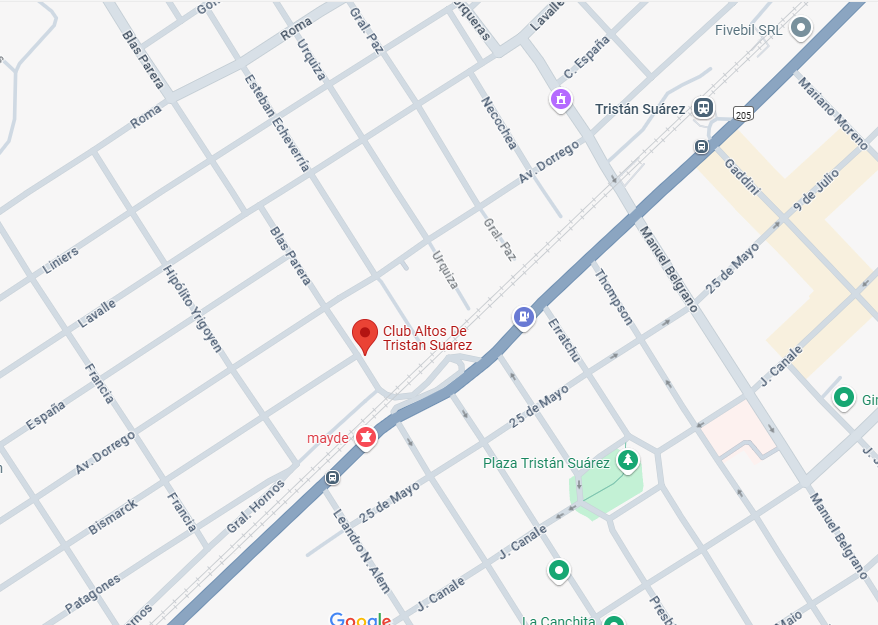 Gral. Paz
Lavalle
Roma
Fivebil SRL
Blas Parera
Urquiza
C. España
Esteban Echeverría
Necochea
Tristán Suárez
205
Mariano Moreno
Roma
Av. Dorrego
Gaddini
9 de Julio
Gral. Paz
Blas Parera
Urquiza
Manuel Belgrano
25 de Mayo
Liniers
Hipólito Yrigoyen
Thompson
Lavalle
Club Altos De
Tristan Suarez
Erratchu
J. Canale
Francia
25 de Mayo
España
mayde
Av. Dorrego
Plaza Tristán Suárez
Gral. Hornos
25 de Mayo
Bismarck
Francia
Leandro N. Alem
J. Canale
Manuel Belgrano
Patagones
J. Canale
Google
La Canchita